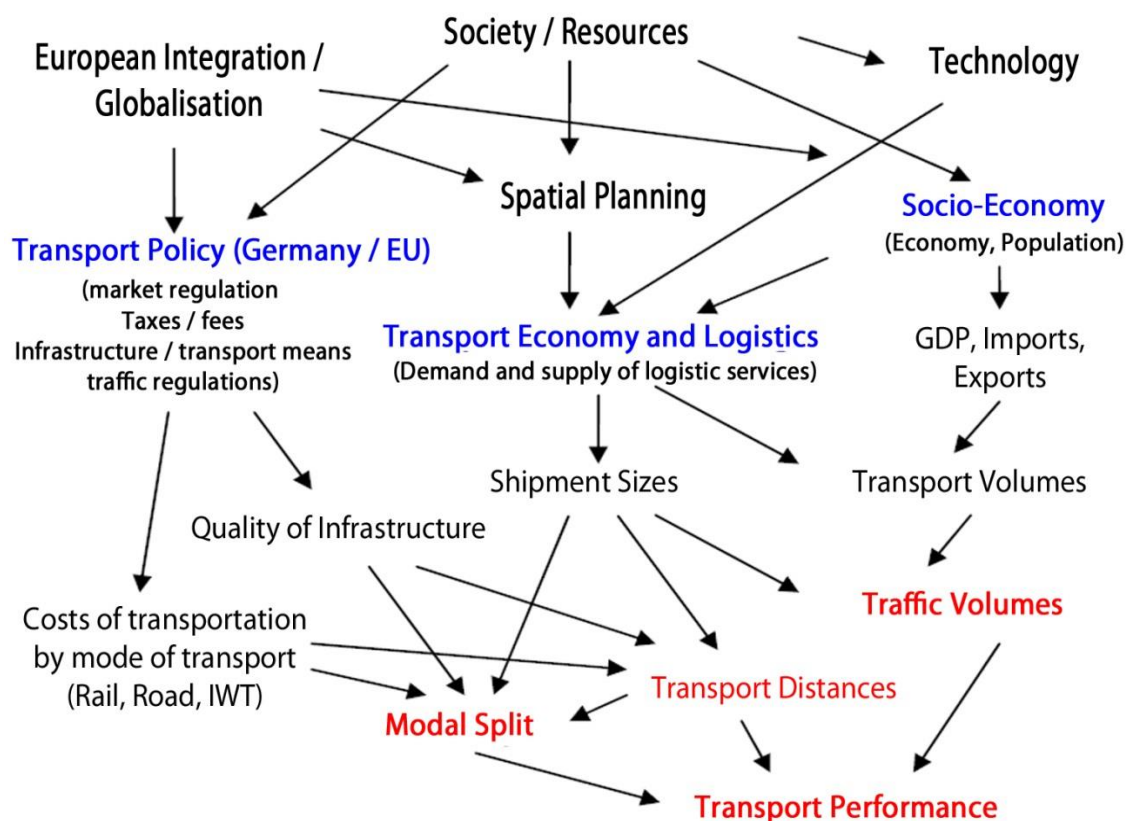 Society / Resources
European Integration /
Globalisation
Technology
Spatial Planning
Socio-Economy
(Economy, Population)
Transport Policy (Germany / EU)
(market regulation
Taxes / fees
Infrastructure / transport means
traffic regulations)
Transport Economy and Logistics
(Demand and supply of logistic services)
GDP, Imports,
Exports
Shipment Sizes
Transport Volumes
Quality of Infrastructure
Traffic Volumes
Costs of transportation
by mode of transport
(Rail, Road, IWT)
Transport Distances
Modal Split
Transport Performance